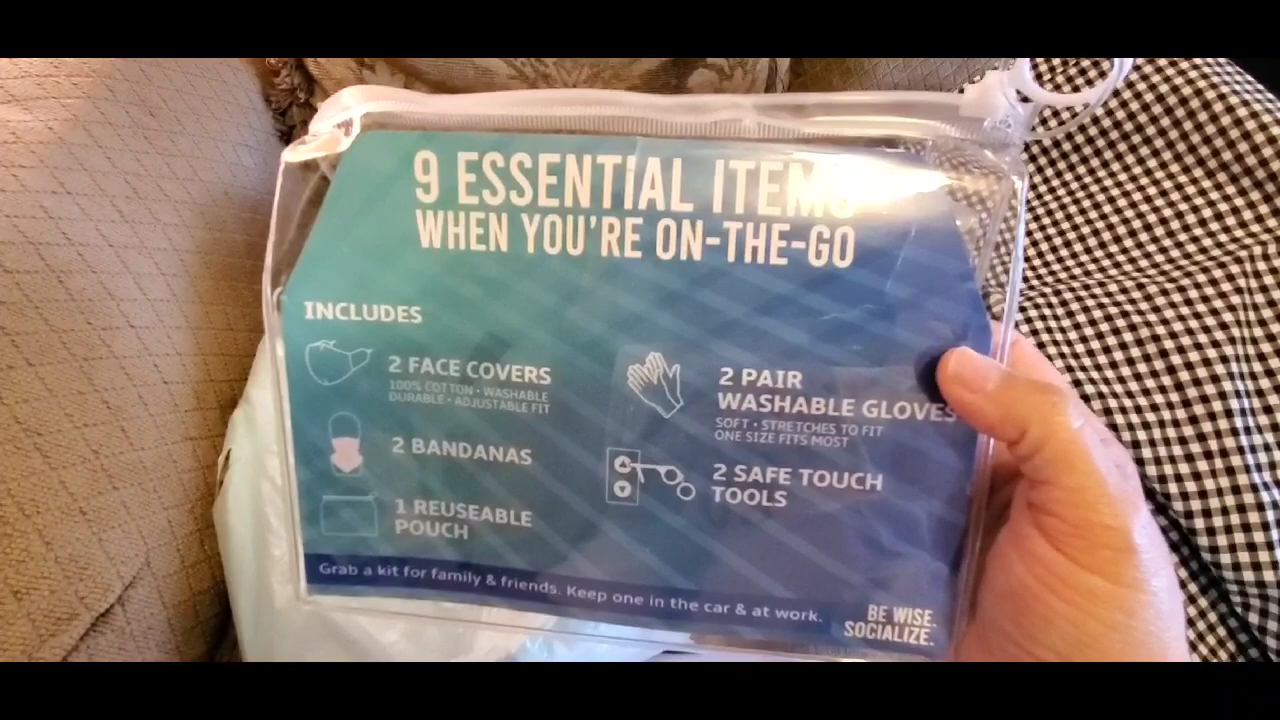 9 ESSENTIAL ITEMS
WHEN YOU'RE ON-THE-GO
INCLUDES
2 FACE COVERS
100% COTTON • WASHABLE
DURABLE • ADJUSTABLE FIT
2 BANDANAS
1 REUSEABLE
POUCH
2 PAIR
WASHABLE GLOVES
SOFT • STRETCHES TO FIT
ONE SIZE FITS MOST
2 SAFE TOUCH
TOOLS
Grab a kit for family & friends. Keep one in the car & at work.
BE WISE.
SOCIALIZE.